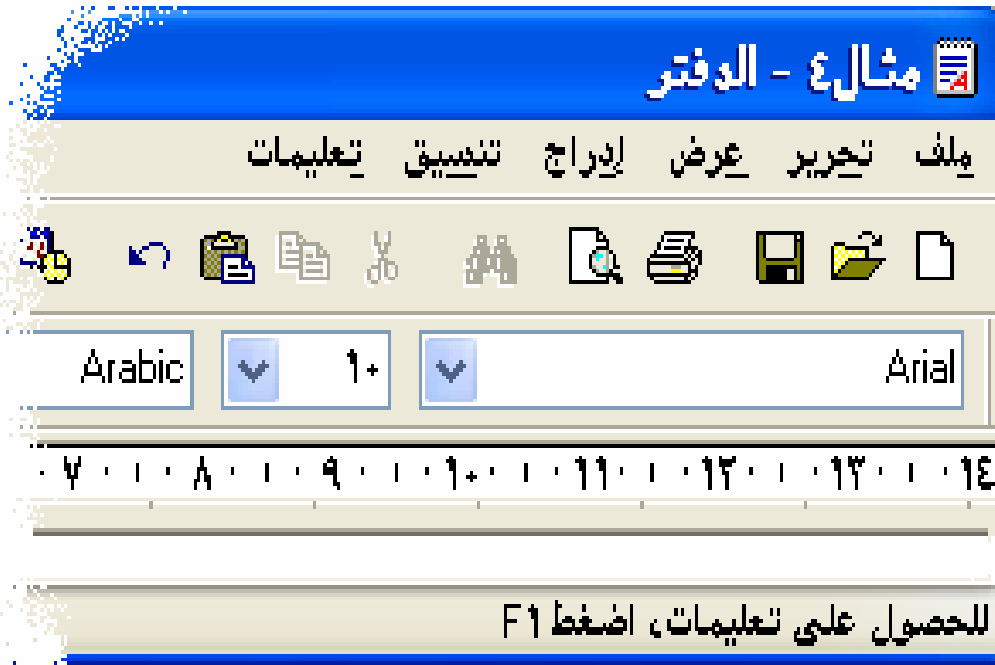 مثال٤ - الدفتر
ملف تحرير عرض إدراج تنسيق تعليمات
Arial ١٠ Arabic
٧ ٨ ٩ ١٠ ١١ ١٢ ١٣ ١٤
للحصول على تعليمات، اضغط F1